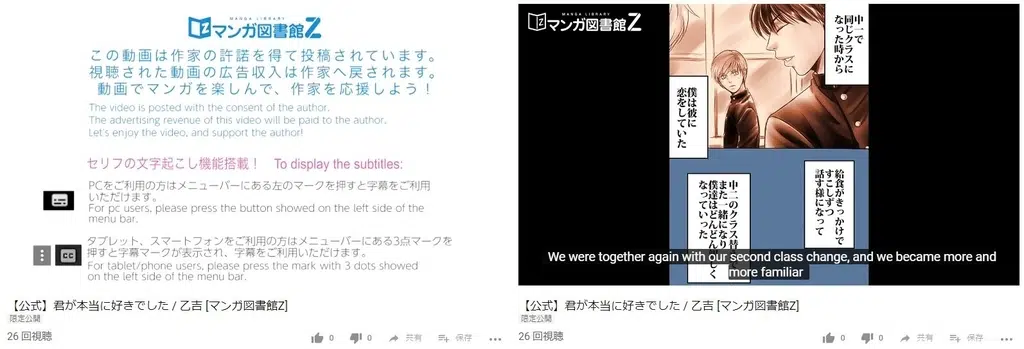 MANGA LIBRARY
Z マンガ図書館Z
この動画は作家の許諾を得て投稿されています。
視聴された動画の広告収入は作家へ戻されます。
動画でマンガを楽しんで、作家を応援しよう！
The video is posted with the consent of the author.
The advertising revenue of this video will be paid to the author.
Let's enjoy the video, and support the author!
セリフの文字起こし機能搭載！ To display the subtitles:
PCをご利用の方はメニューバーにある左のマークを押すと字幕をご利用
いただけます。
For pc users, please press the button showed on the left side of the
menu bar.
CC
タブレット、スマートフォンをご利用の方はメニューバーにある3点マークを
押すと字幕マークが表示され、字幕をご利用いただけます。
For tablet/phone users, please press the mark with 3 dots showed
on the left side of the menu bar.
【公式】君が本当に好きでした / 乙吉 [マンガ図書館Z]
限定公開
26 回視聴
0
0
共有
保存
MANGA LIBRARY
Z マンガ図書館Z
中一で
同じクラスに
なった時から
僕は彼に
恋をしていた
給食がきっかけで
すこしずつ
話す様になって
中二のクラス替
また一緒になり
僕達はどんどん
なっていった
We were together again with our second class change, and we became more and
more familiar
【公式】君が本当に好きでした / 乙吉 [マンガ図書館Z]
限定公開
26 回視聴
0
0
共有
保存